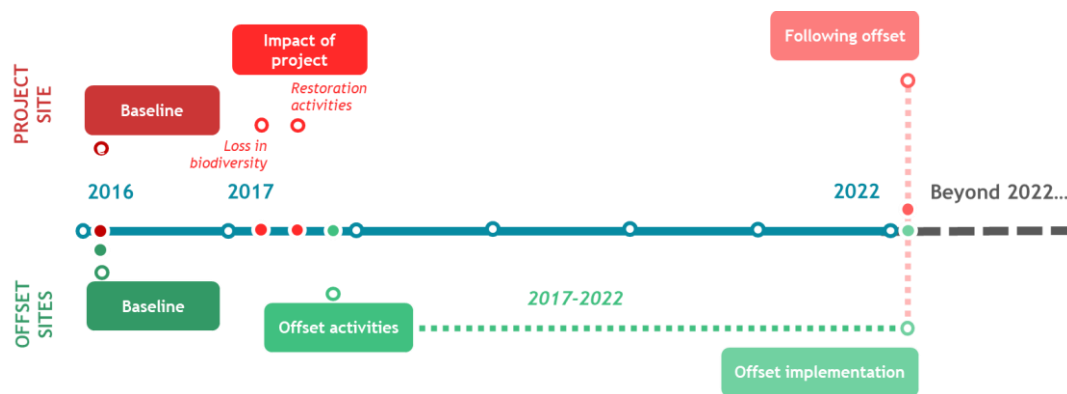 PROJECT
SITE
Baseline
Impact of
project
Restoration
activities
Loss in
biodiversity
Following offset
2016
2017
2022
Beyond 2022...
OFFSET
SITES
Baseline
Offset activities
2017-2022
Offset implementation